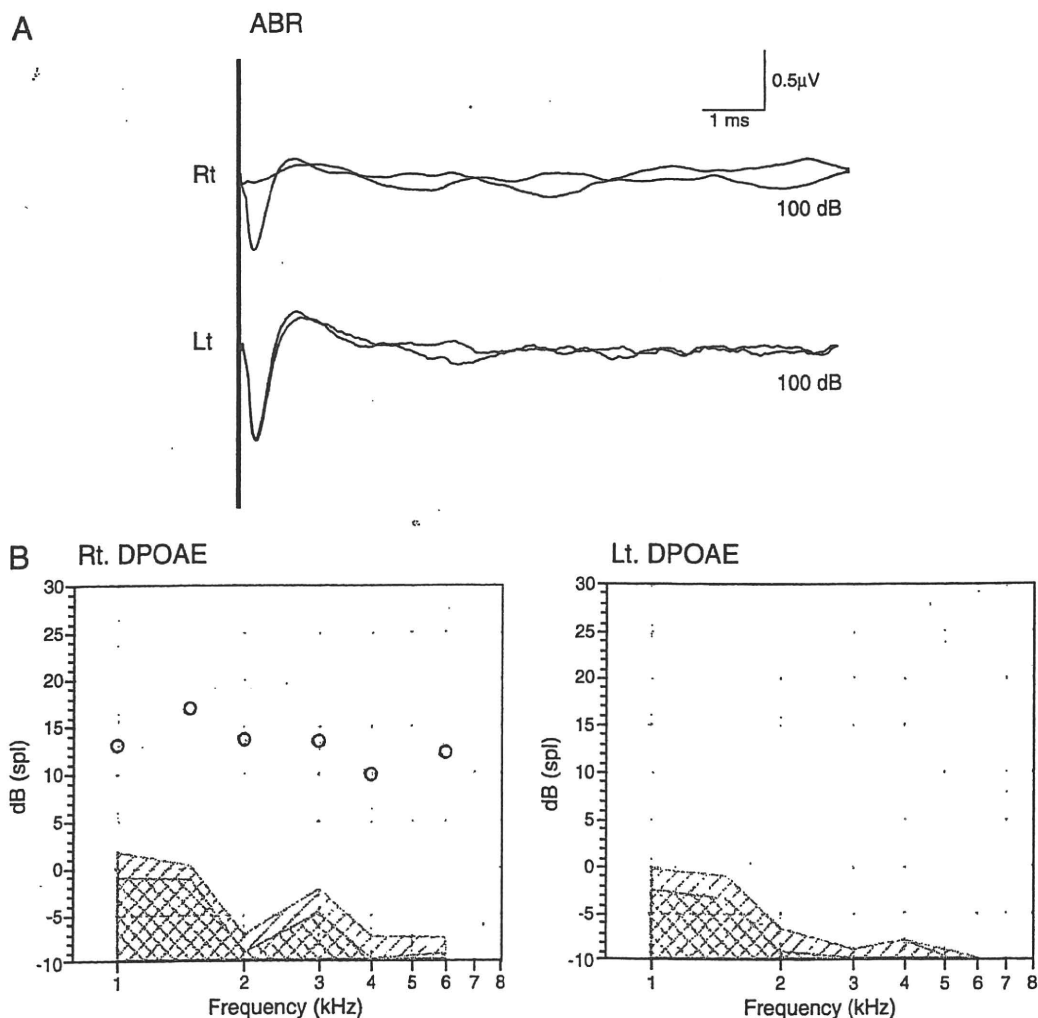 A
ABR
0.5μV
1 ms
Rt
100 dB
Lt
100 dB
B
Rt. DPOAE
30
25
20
15
10
5
0
-5
-10
dB (spl)
1 2 3 4 5 6 7 8
Frequency (kHz)
Lt. DPOAE
30
25
20
15
10
5
0
-5
-10
dB (spl)
1 2 3 4 5 6 7 8
Frequency (kHz)